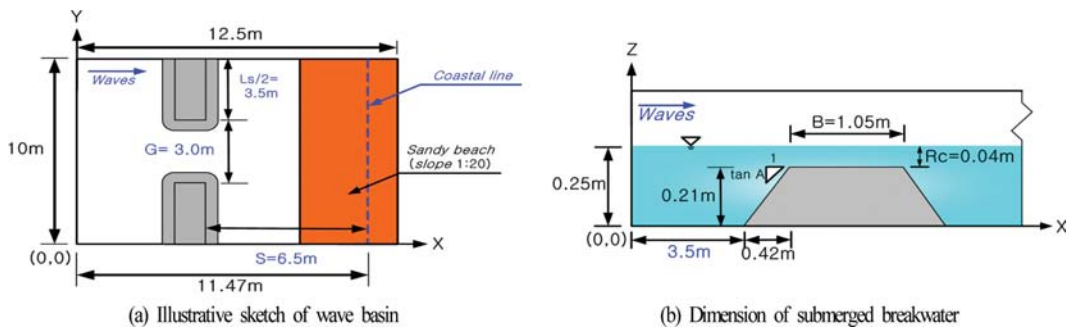 Y
12.5m
Waves
Ls/2=
3.5m
Coastal line
10m
G= 3.0m
Sandy beach
(slope 1:20)
X
(0,0)
S=6.5m
11.47m
(a) Illustrative sketch of wave basin
Z
Waves
B=1.05m
1
tan A
Rc=0.04m
0.25m
0.21m
X
(0,0)
3.5m
0.42m
(b) Dimension of submerged breakwater